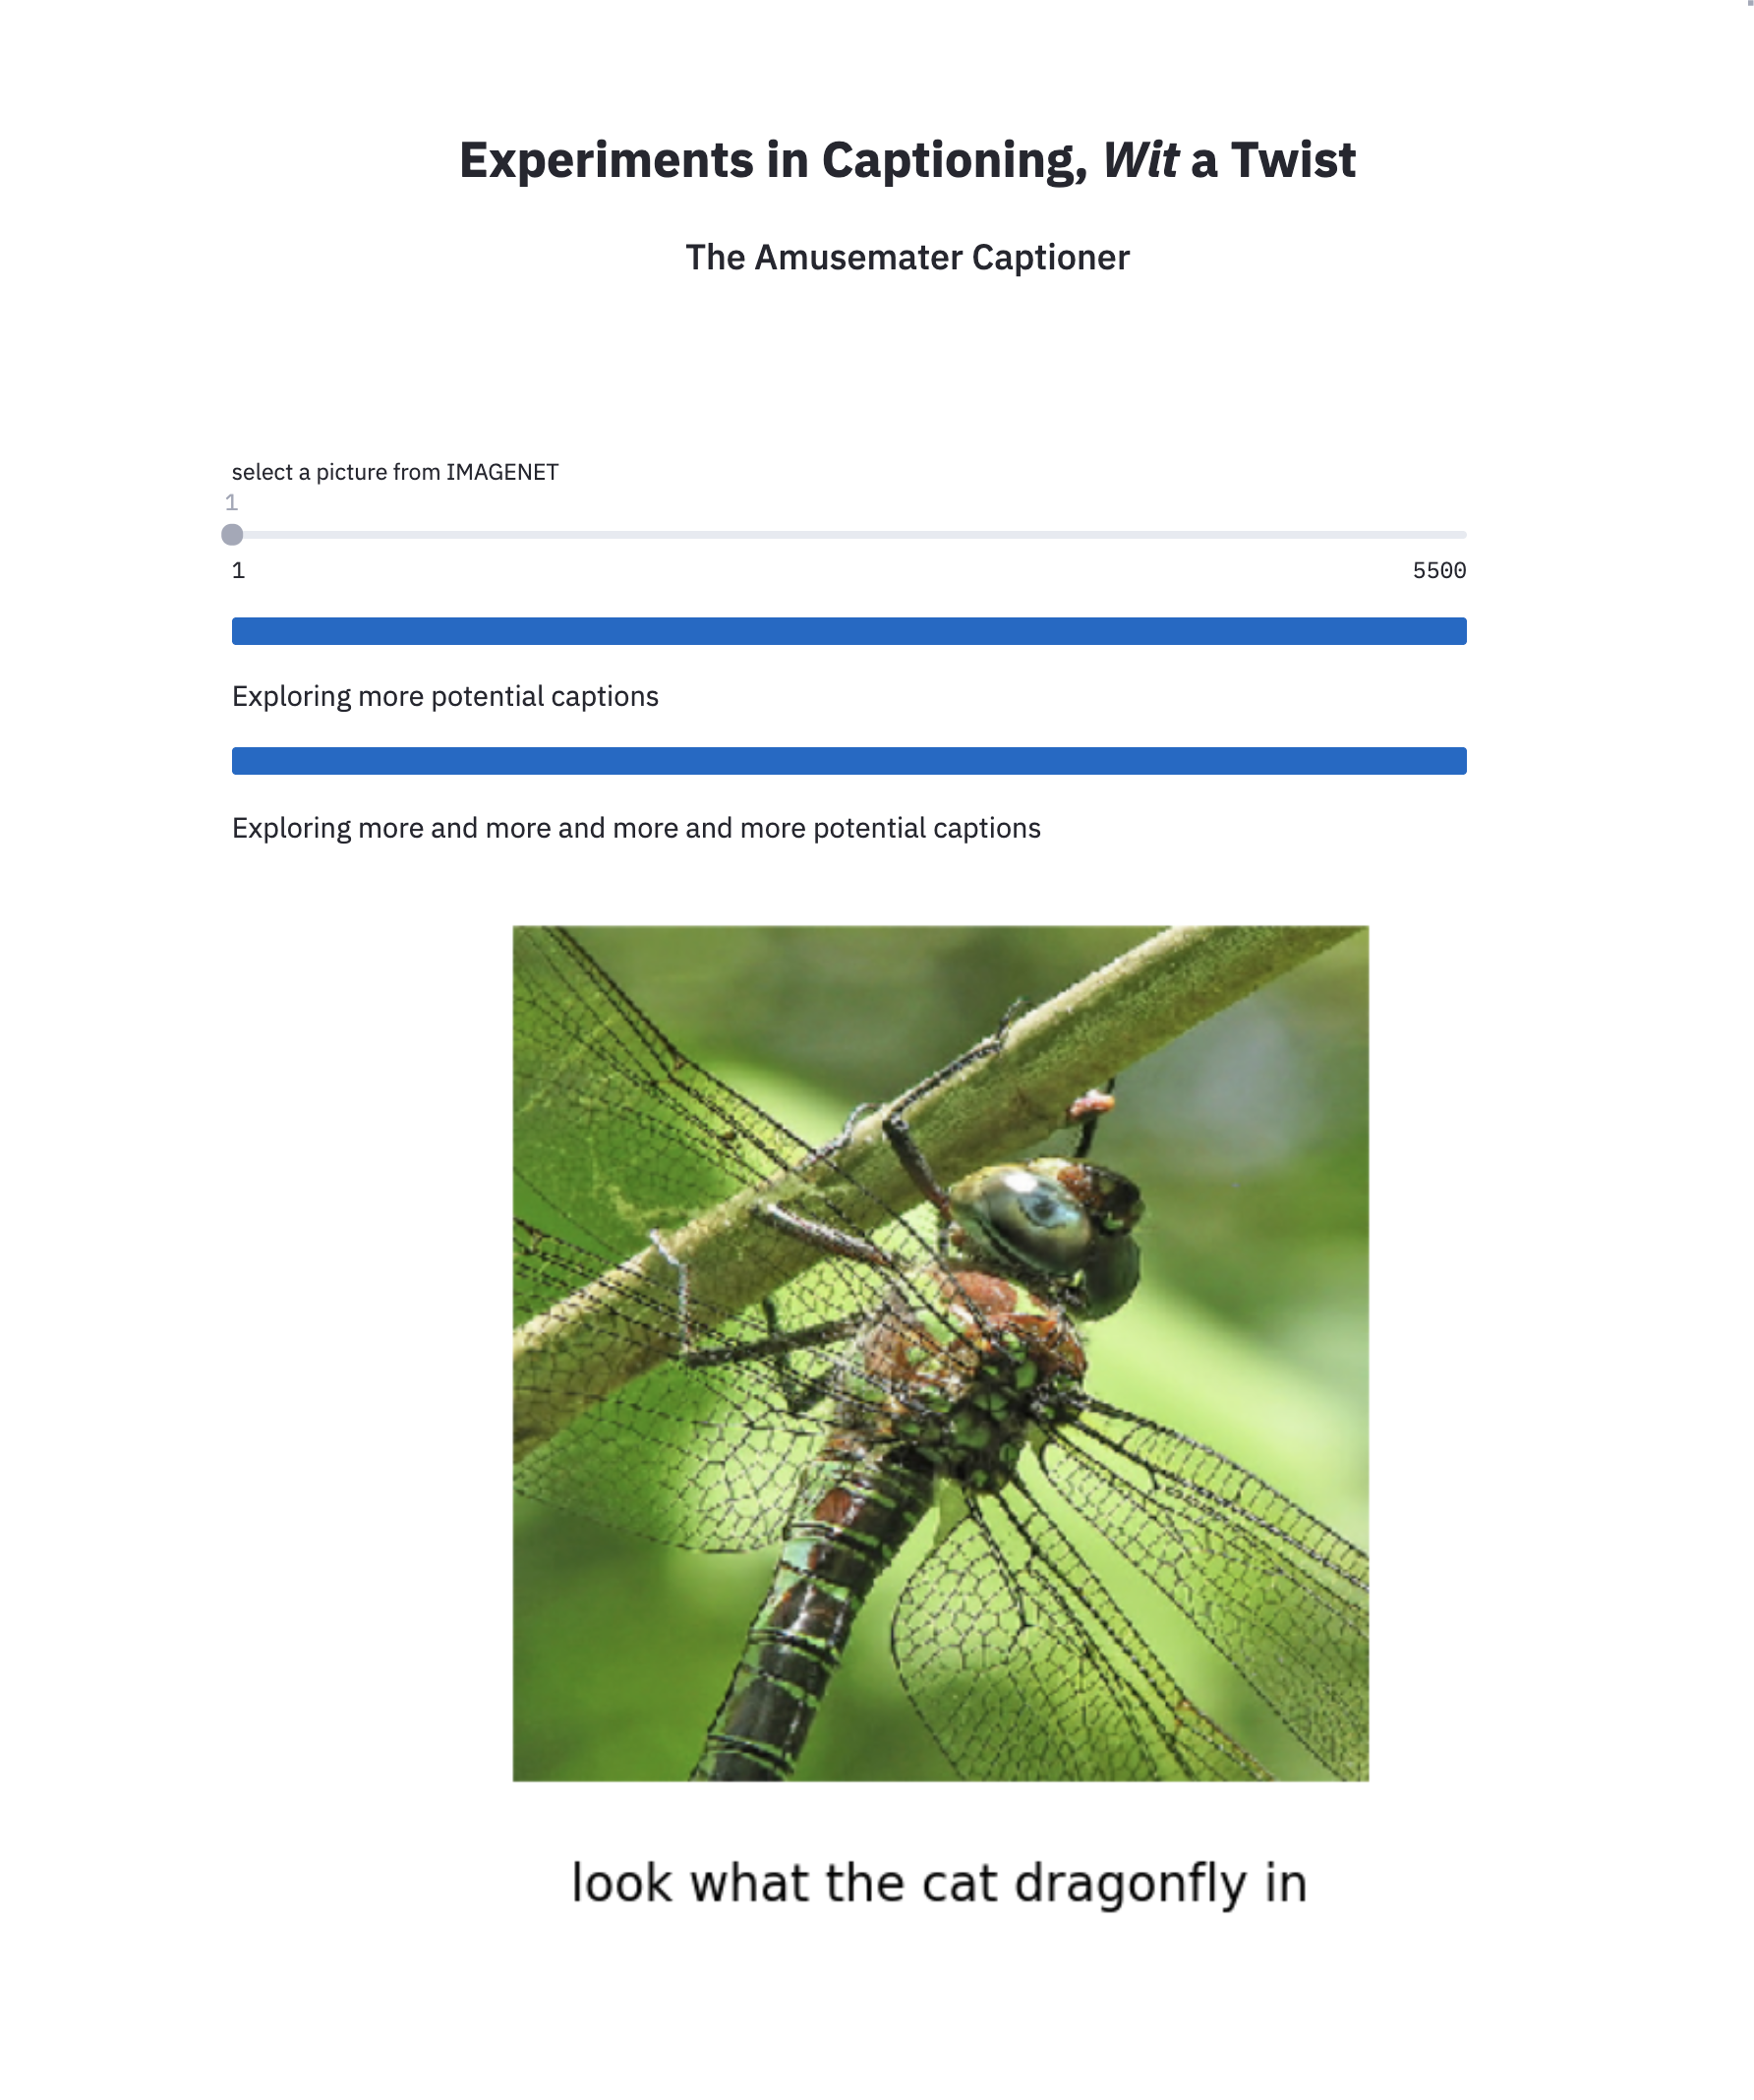 Experiments in Captioning, Wit a Twist
The Amusemater Captioner
select a picture from IMAGENET
1
1 5500
Exploring more potential captions
Exploring more and more and more and more potential captions
look what the cat dragonfly in